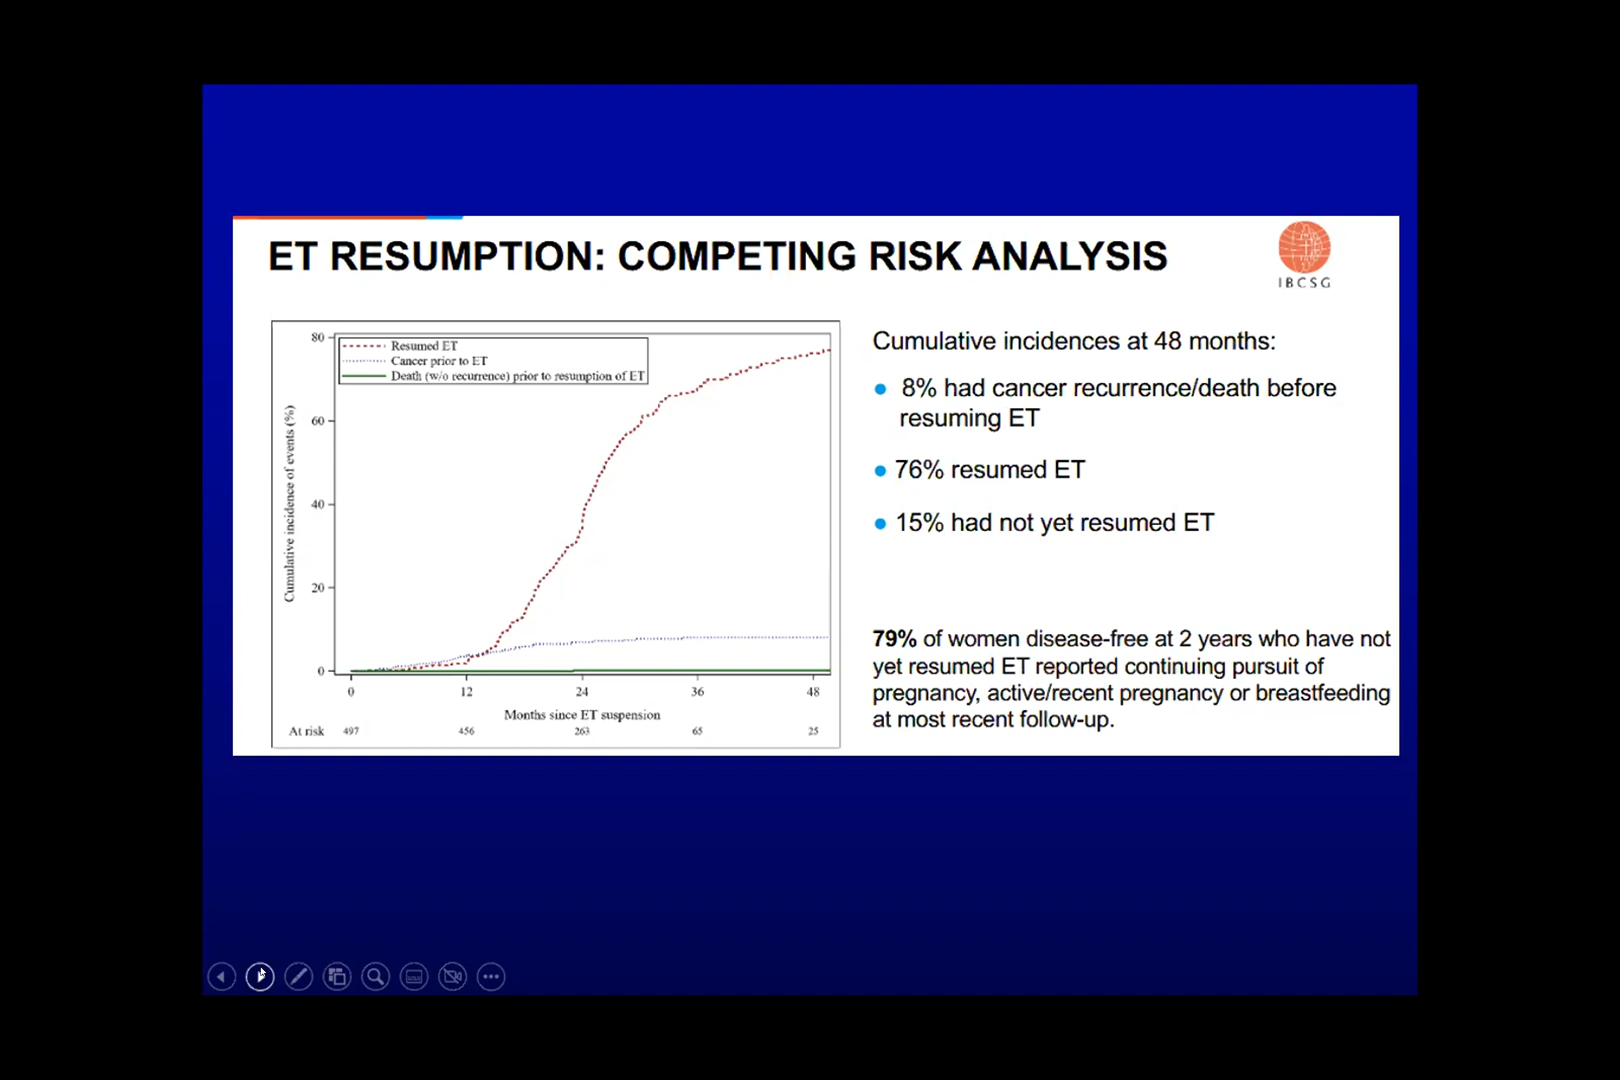 ET RESUMPTION: COMPETING RISK ANALYSIS
IBCSG
80
60
40
20
0
Cumulative incidence of events (%)
Resumed ET
Cancer prior to ET
Death (w/o recurrence) prior to resumption of ET
0 12 24 36 48
Months since ET suspension
At risk 497 456 263 65 25
Cumulative incidences at 48 months:
8% had cancer recurrence/death before
resuming ET
76% resumed ET
15% had not yet resumed ET
79% of women disease-free at 2 years who have not
yet resumed ET reported continuing pursuit of
pregnancy, active/recent pregnancy or breastfeeding
at most recent follow-up.